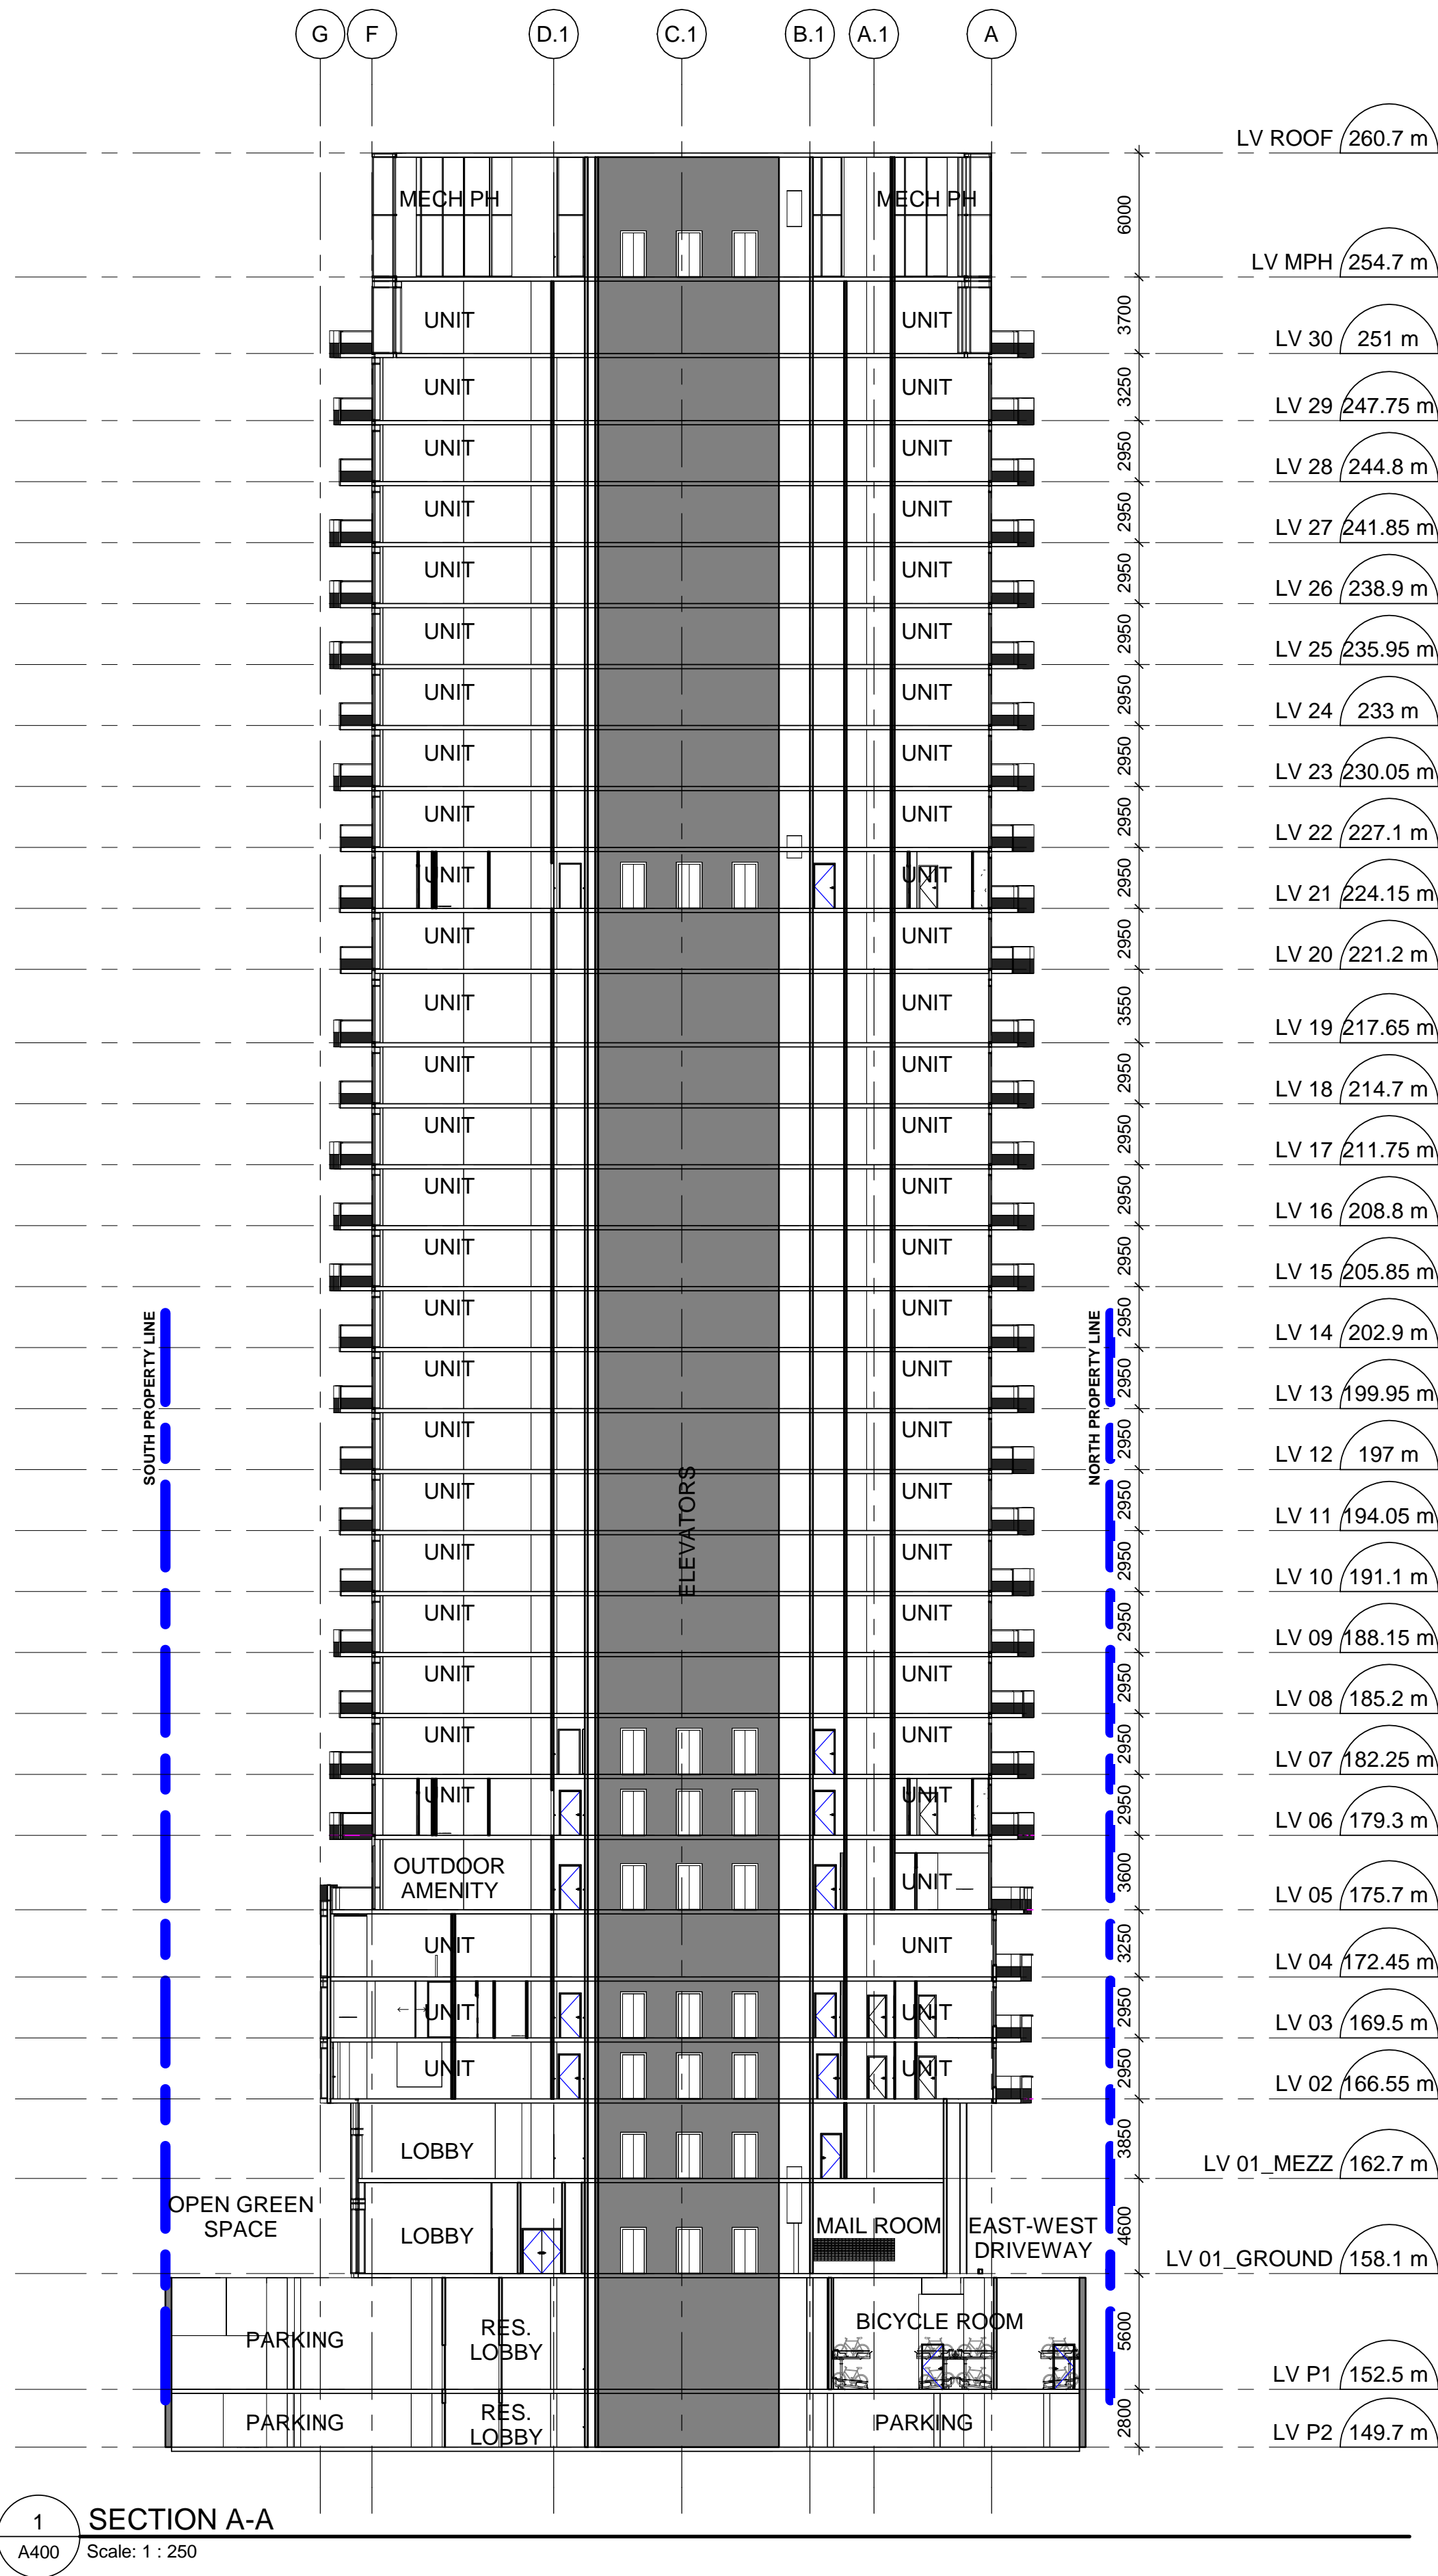 G F D.1 C.1 B.1 A.1 A
LV ROOF 260.7 m
MECH PH MECH PH
6000
LV MPH 254.7 m
UNIT UNIT 3700
LV 30 251 m
UNIT UNIT 3250
LV 29 247.75 m
UNIT UNIT 2950
LV 28 244.8 m
UNIT UNIT 2950
LV 27 241.85 m
UNIT UNIT 2950
LV 26 238.9 m
UNIT UNIT 2950
LV 25 235.95 m
UNIT UNIT 2950
LV 24 233 m
UNIT UNIT 2950
LV 23 230.05 m
UNIT UNIT 2950
LV 22 227.1 m
UNIT UNIT 2950
LV 21 224.15 m
UNIT UNIT 2950
LV 20 221.2 m
UNIT UNIT 3550
LV 19 217.65 m
UNIT UNIT 2950
LV 18 214.7 m
UNIT UNIT 2950
LV 17 211.75 m
UNIT UNIT 2950
LV 16 208.8 m
UNIT UNIT 2950
LV 15 205.85 m
SOUTH PROPERTY LINE
NORTH PROPERTY LINE
UNIT UNIT 2950
LV 14 202.9 m
UNIT UNIT 2950
LV 13 199.95 m
UNIT UNIT 2950
LV 12 197 m
ELEVATORS
UNIT UNIT 2950
LV 11 194.05 m
UNIT UNIT 2950
LV 10 191.1 m
UNIT UNIT 2950
LV 09 188.15 m
UNIT UNIT 2950
LV 08 185.2 m
UNIT UNIT 2950
LV 07 182.25 m
UNIT UNIT 2950
LV 06 179.3 m
OUTDOOR
AMENITY
UNIT 3600
LV 05 175.7 m
UNIT UNIT 3250
LV 04 172.45 m
UNIT UNIT 2950
LV 03 169.5 m
UNIT UNIT 2950
LV 02 166.55 m
LOBBY 3850
LV 01_MEZZ 162.7 m
OPEN GREEN
SPACE
LOBBY
MAIL ROOM
EAST-WEST
DRIVEWAY
4600
LV 01_GROUND 158.1 m
PARKING
RES.
LOBBY
BICYCLE ROOM
5600
LV P1 152.5 m
PARKING
RES.
LOBBY
PARKING
2800
LV P2 149.7 m
1
A400
SECTION A-A
Scale: 1 : 250